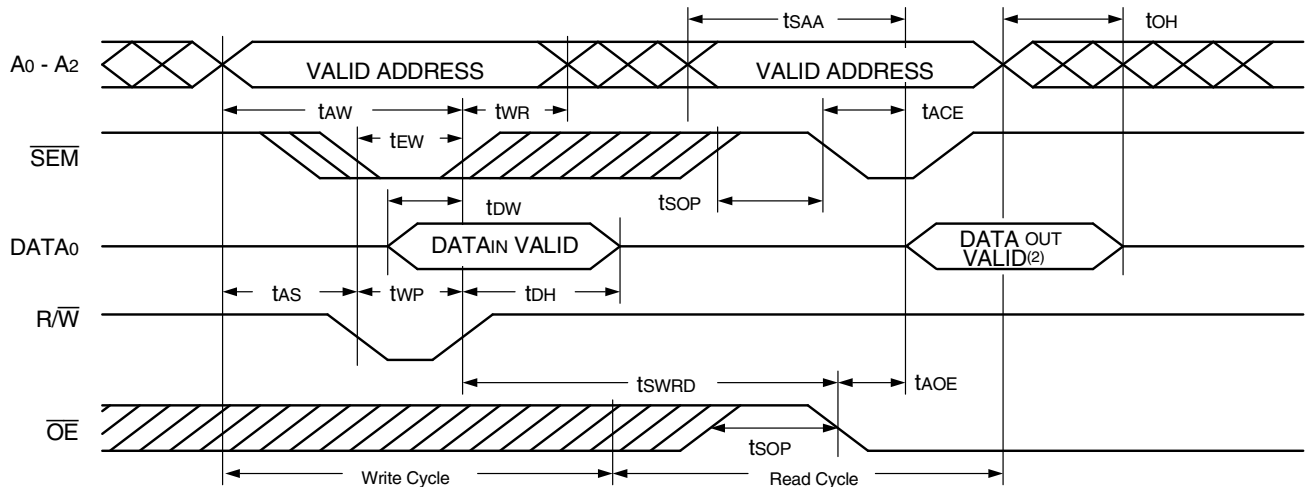 tSAA
tOH
A0 - A2
VALID ADDRESS
VALID ADDRESS
tAW
tWR
tACE
tEW
SEM
tSOP
tDW
DATA0
DATAIN VALID
DATA OUT
VALID(2)
tAS
tWP
tDH
R/W
tSWRD
tAOE
OE
tSOP
Write Cycle
Read Cycle